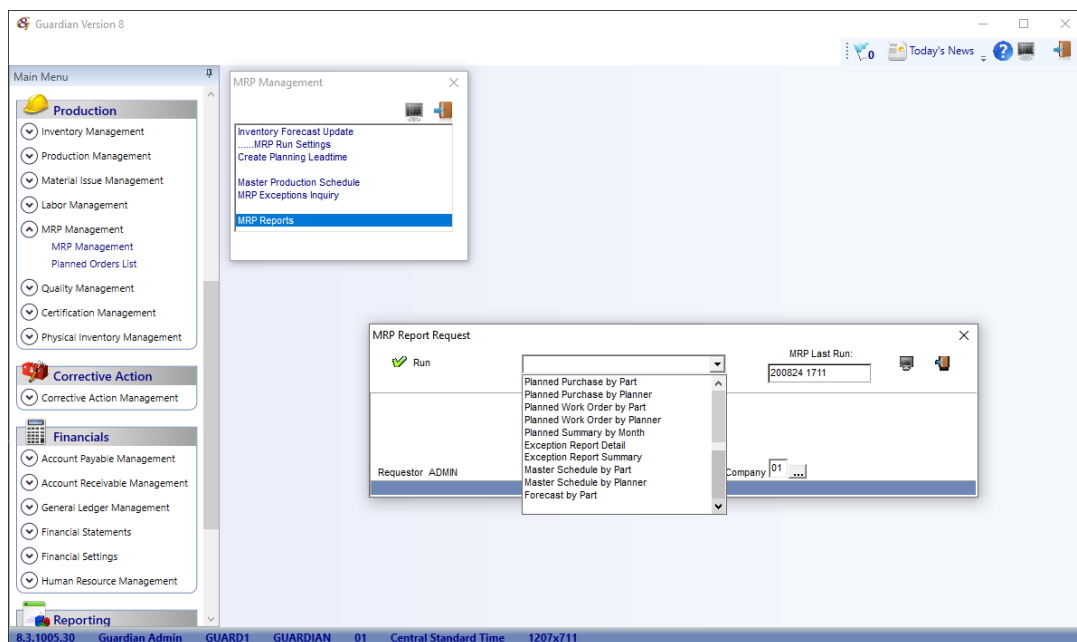 Guardian Version 8
0 Today's News
Main Menu
Production
Inventory Management
Production Management
Material Issue Management
Labor Management
MRP Management
MRP Management
Planned Orders List
Quality Management
Certification Management
Physical Inventory Management
Corrective Action
Corrective Action Management
Financials
Account Payable Management
Account Receivable Management
General Ledger Management
Financial Statements
Financial Settings
Human Resource Management
Reporting
MRP Management
Inventory Forecast Update
......MRP Run Settings
Create Planning Leadtime
Master Production Schedule
MRP Exceptions Inquiry
MRP Reports
MRP Report Request
Run
MRP Last Run:
200824 1711
Planned Purchase by Part
Planned Purchase by Planner
Planned Work Order by Part
Planned Work Order by Planner
Planned Summary by Month
Exception Report Detail
Exception Report Summary
Master Schedule by Part
Master Schedule by Planner
Forecast by Part
Requestor ADMIN
Company 01 ...
8.3.1005.30 Guardian Admin GUARD1 GUARDIAN 01 Central Standard Time 1207x711